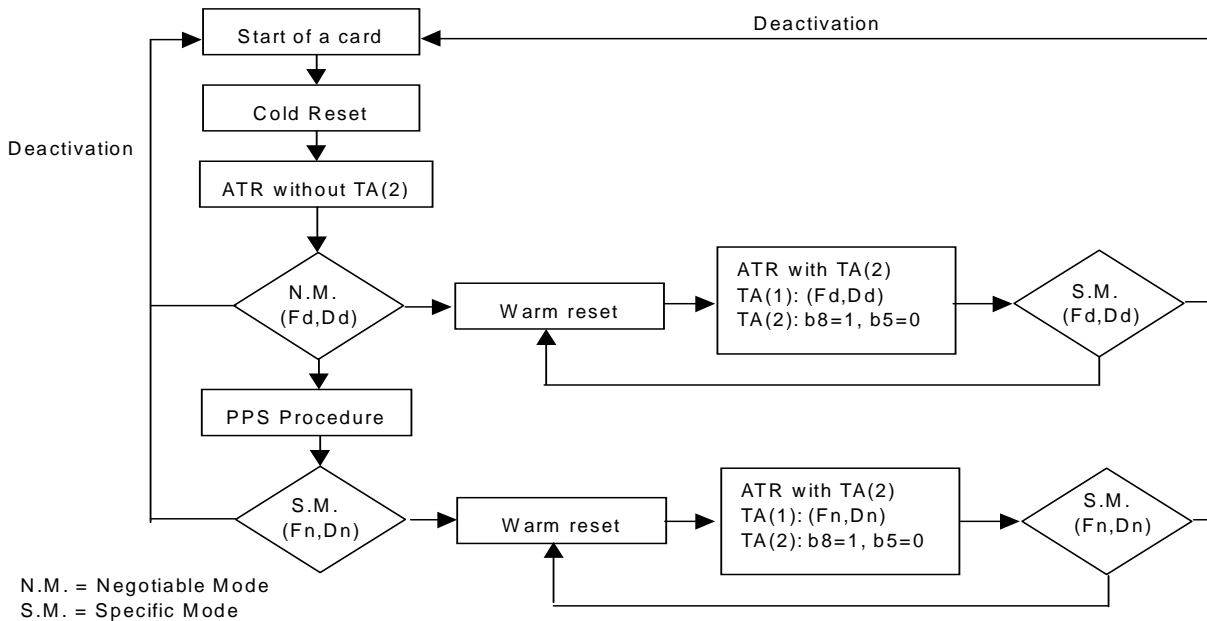 Start of a card
Deactivation
Cold Reset
Deactivation
ATR without TA(2)
N.M.
(Fd,Dd)
Warm reset
ATR with TA(2)
TA(1): (Fd,Dd)
TA(2): b8=1, b5=0
S.M.
(Fd,Dd)
PPS Procedure
S.M.
(Fn,Dn)
Warm reset
ATR with TA(2)
TA(1): (Fn,Dn)
TA(2): b8=1, b5=0
S.M.
(Fn,Dn)
N.M. = Negotiable Mode
S.M. = Specific Mode